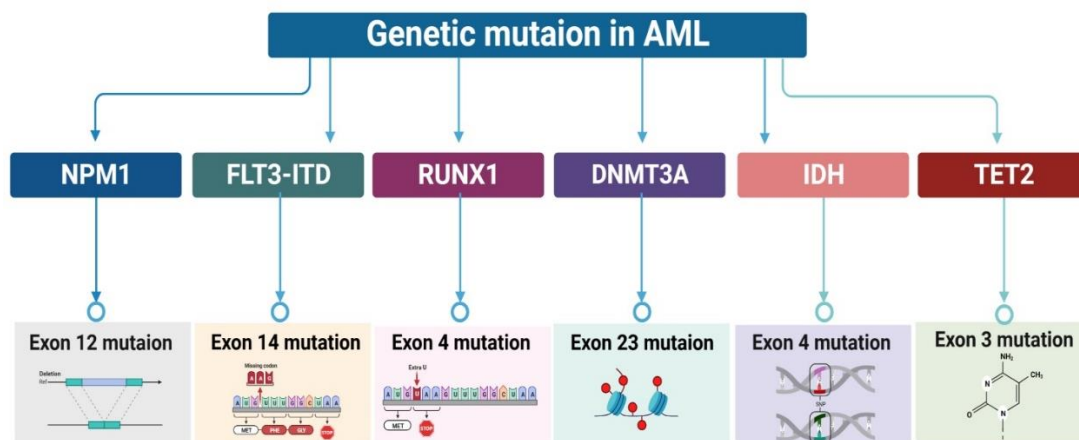 Genetic mutaion in AML
NPM1
FLT3-ITD
RUNX1
DNMT3A
IDH
TET2
Exon 12 mutaion
Deletion
Ref
Exon 14 mutation
Missing codon
A A G
A U G U U U G G C U A A
MET PHE GLY STOP
Exon 4 mutation
Extra U
A U G U A A G U U U G G C U A A
MET STOP
Exon 23 mutaion
Exon 4 mutation
SNP
Exon 3 mutation
NH₂
CH₃
N
O
N